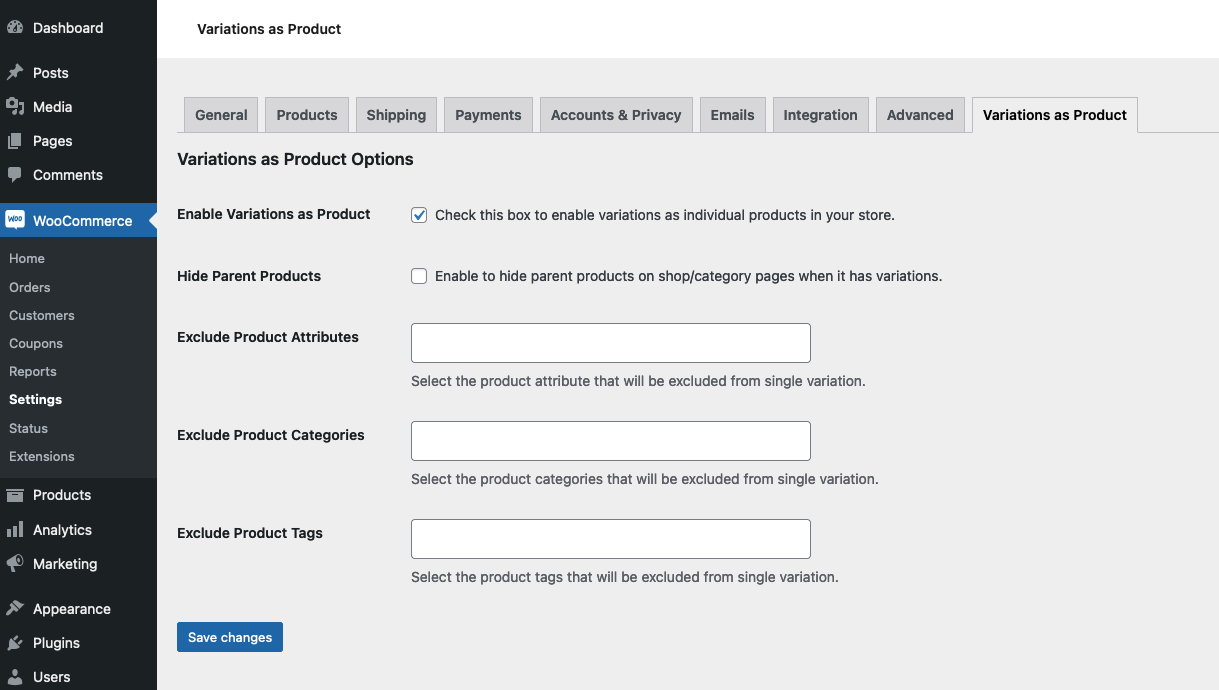 Dashboard
Posts
Media
Pages
Comments
Woo
WooCommerce
Home
Orders
Customers
Coupons
Reports
Settings
Status
Extensions
Products
Analytics
Marketing
Appearance
Plugins
Users
Variations as Product
General
Products
Shipping
Payments
Accounts & Privacy
Emails
Integration
Advanced
Variations as Product
Variations as Product Options
Enable Variations as Product
Check this box to enable variations as individual products in your store.
Hide Parent Products
Enable to hide parent products on shop/category pages when it has variations.
Exclude Product Attributes
Select the product attribute that will be excluded from single variation.
Exclude Product Categories
Select the product categories that will be excluded from single variation.
Exclude Product Tags
Select the product tags that will be excluded from single variation.
Save changes